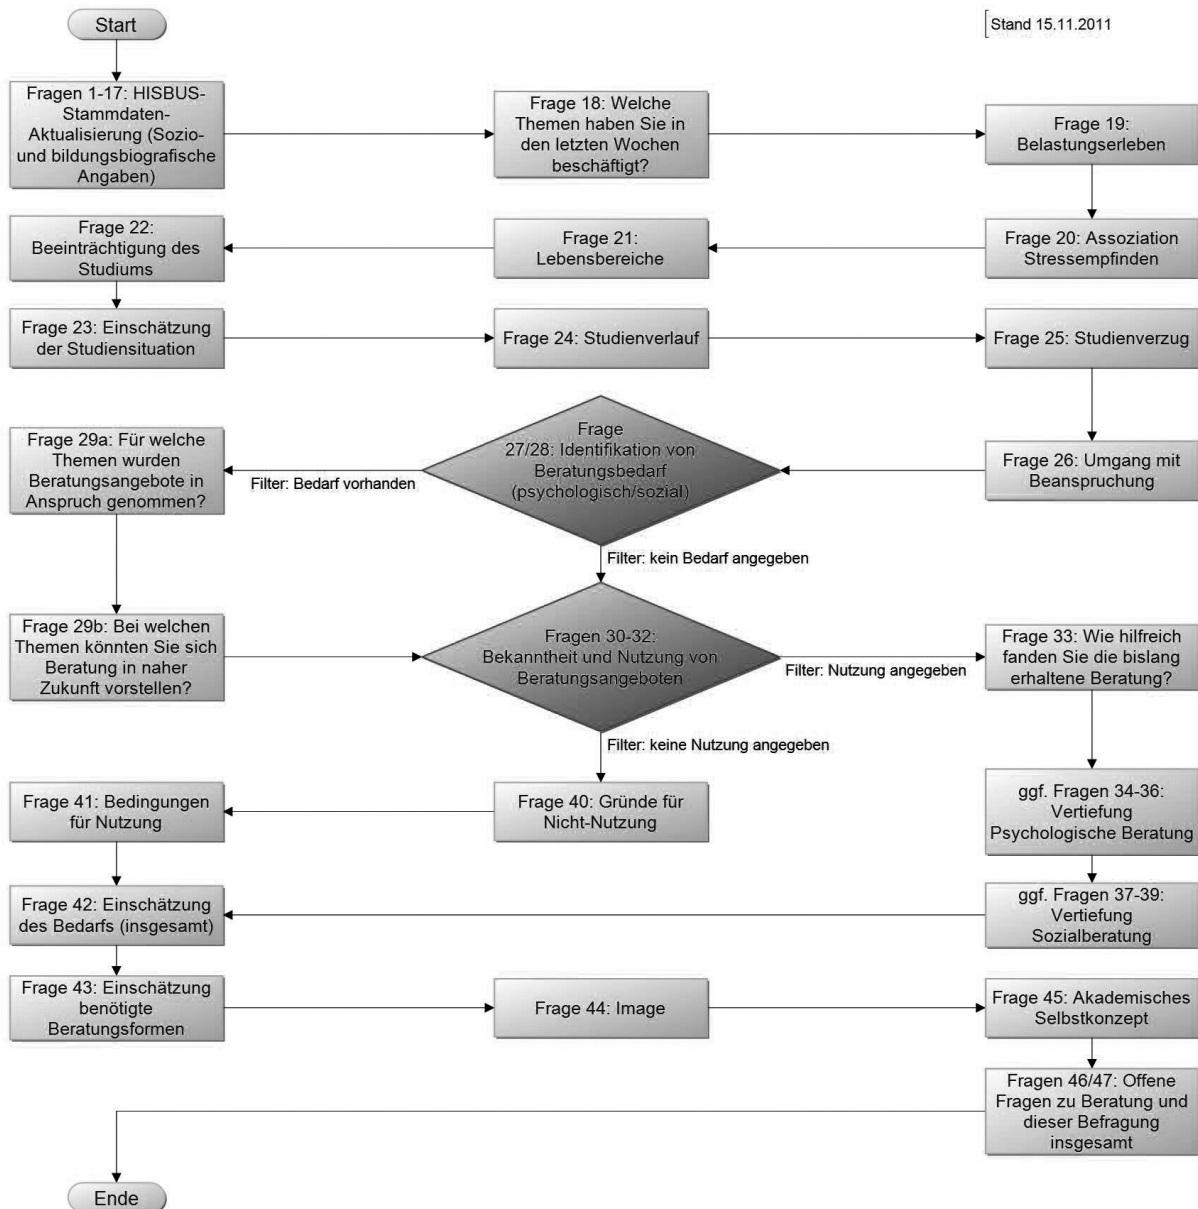 Start
Stand 15.11.2011
Fragen 1-17: HISBUS-
Stammdaten-
Aktualisierung (Sozio-
und bildungsbiografische
Angaben)
Frage 18: Welche
Themen haben Sie in
den letzten Wochen
beschäftigt?
Frage 19:
Belastungserleben
Frage 22:
Beeinträchtigung des
Studiums
Frage 21:
Lebensbereiche
Frage 20: Assoziation
Stressempfinden
Frage 23: Einschätzung
der Studiensituation
Frage 24: Studienverlauf
Frage 25: Studienverzug
Frage 29a: Für welche
Themen wurden
Beratungsangebote in
Anspruch genommen?
Filter: Bedarf vorhanden
Frage
27/28: Identifikation von
Beratungsbedarf
(psychologisch/sozial)
Frage 26: Umgang mit
Beanspruchung
Filter: kein Bedarf angegeben
Frage 29b: Bei welchen
Themen könnten Sie sich
Beratung in naher
Zukunft vorstellen?
Fragen 30-32:
Bekanntheit und Nutzung von
Beratungsangeboten
Filter: Nutzung angegeben
Frage 33: Wie hilfreich
fanden Sie die bislang
erhaltene Beratung?
Filter: keine Nutzung angegeben
Frage 41: Bedingungen
für Nutzung
Frage 40: Gründe für
Nicht-Nutzung
ggf. Fragen 34-36:
Vertiefung
Psychologische Beratung
Frage 42: Einschätzung
des Bedarfs (insgesamt)
ggf. Fragen 37-39:
Vertiefung
Sozialberatung
Frage 43: Einschätzung
benötigte
Beratungsformen
Frage 44: Image
Frage 45: Akademisches
Selbstkonzept
Fragen 46/47: Offene
Fragen zu Beratung und
dieser Befragung
insgesamt
Ende